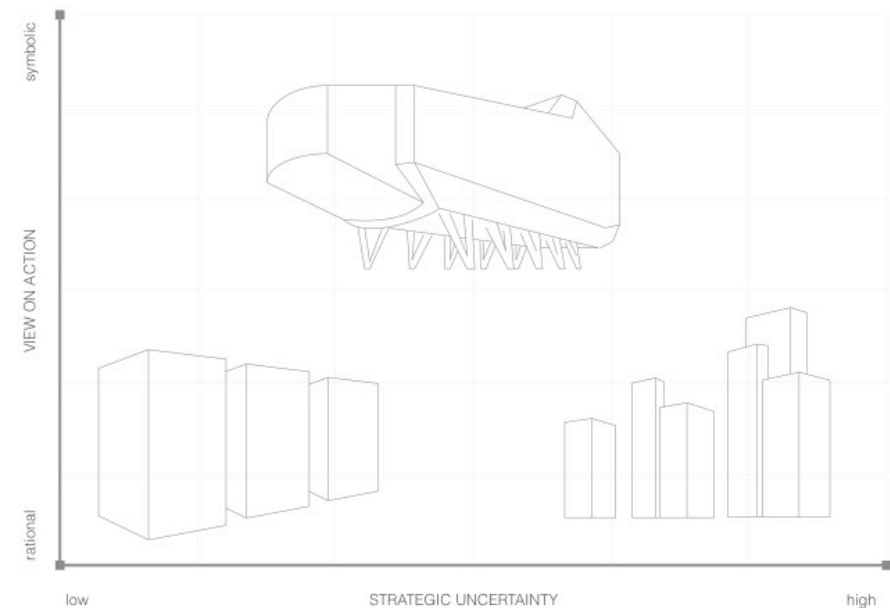 symbolic
VIEW ON ACTION
rational
low
STRATEGIC UNCERTAINTY
high